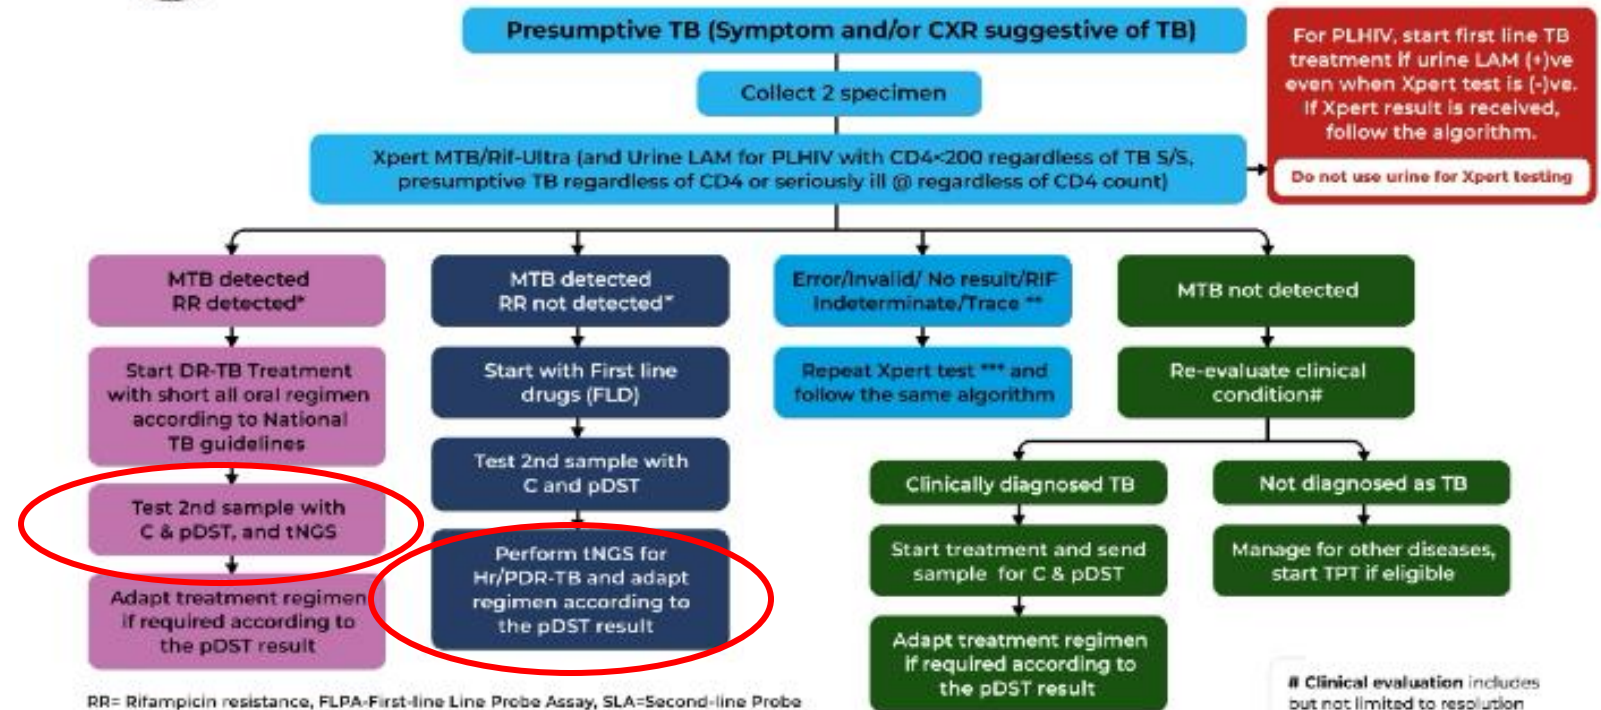 Presumptive TB (Symptom and/or CXR suggestive of TB)
Collect 2 specimen
Xpert MTB/Rif-Ultra (and Urine LAM for PLHIV with CD4<200 regardless of TB S/S,
presumptive TB regardless of CD4 or seriously ill @ regardless of CD4 count)
For PLHIV, start first line TB
treatment if urine LAM (+)ve
even when Xpert test is (-)ve.
If Xpert result is received,
follow the algorithm.
Do not use urine for Xpert testing
MTB detected
RR detected*
Start DR-TB Treatment
with short all oral regimen
according to National
TB guidelines
Test 2nd sample with
C & pDST, and tNGS
Adapt treatment regimen
if required according to
the pDST result
MTB detected
RR not detected*
Start with First line
drugs (FLD)
Test 2nd sample with
C and pDST
Perform tNGS for
Hr/PDR-TB and adapt
regimen according to
the pDST result
Error/Invalid/ No result/RIF
Indeterminate/Trace **
Repeat Xpert test *** and
follow the same algorithm
MTB not detected
Re-evaluate clinical
condition#
Clinically diagnosed TB
Start treatment and send
sample for C & pDST
Adapt treatment regimen
if required according to
the pDST result
Not diagnosed as TB
Manage for other diseases,
start TPT if eligible
RR= Rifampicin resistance, FLPA-First-line Line Probe Assay, SLA=Second-line Probe
# Clinical evaluation includes
but not limited to resolution